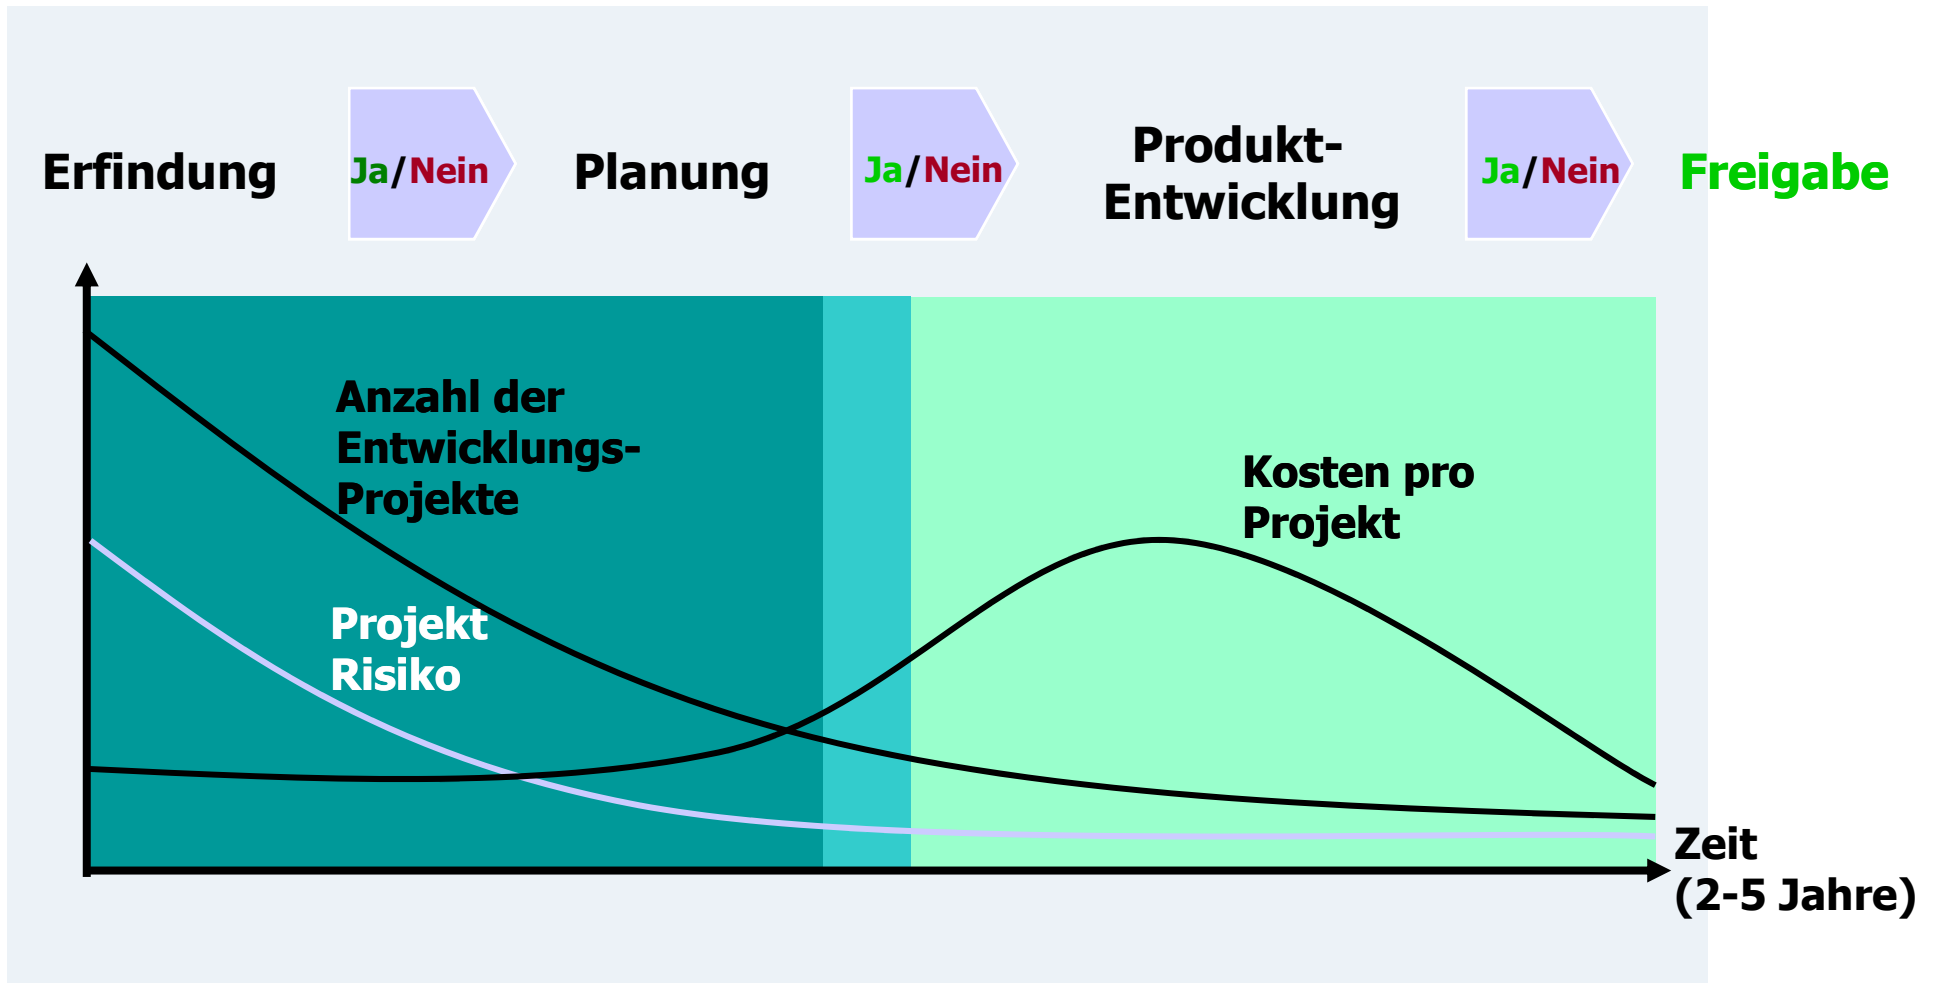 Erfindung
Ja/Nein
Planung
Ja/Nein
Produkt-
Entwicklung
Ja/Nein
Freigabe
Anzahl der
Entwicklungs-
Projekte
Kosten pro
Projekt
Projekt
Risiko
Zeit
(2-5 Jahre)